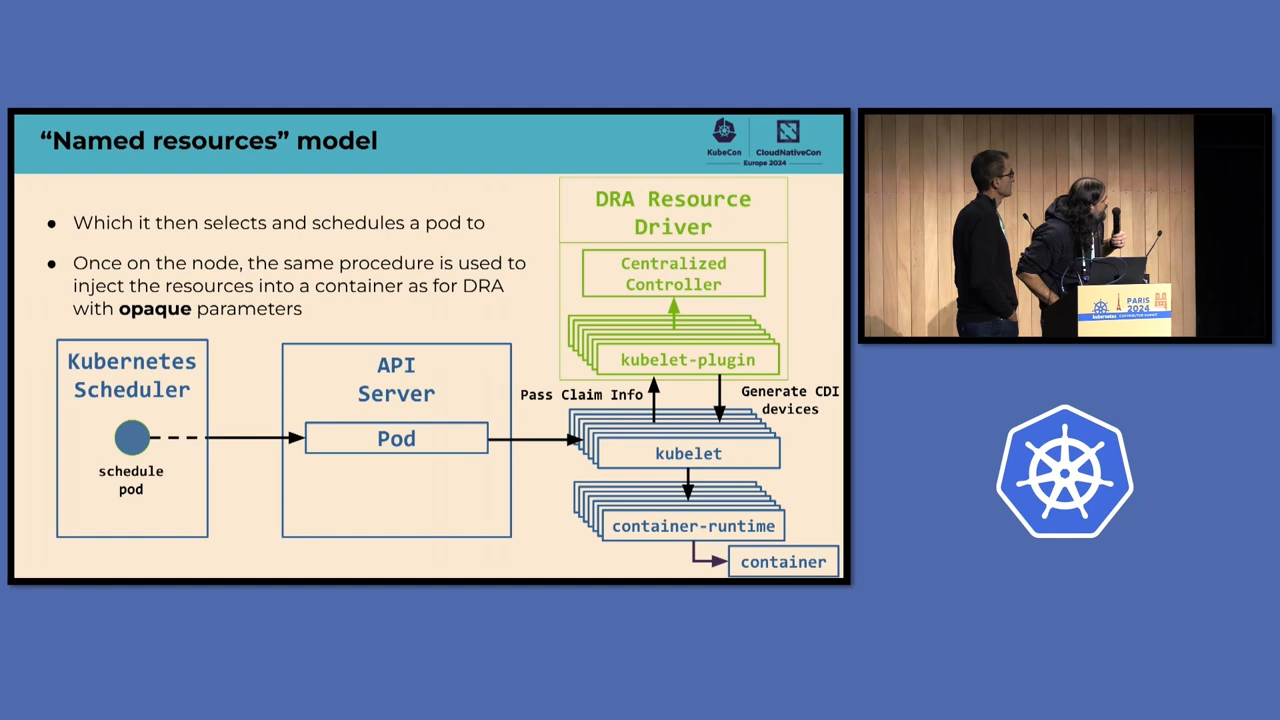 “Named resources” model
KubeCon
CloudNativeCon
Europe 2024
● Which it then selects and schedules a pod to
● Once on the node, the same procedure is used to
inject the resources into a container as for DRA
with opaque parameters
DRA Resource
Driver
Centralized
Controller
kubelet-plugin
Kubernetes
Scheduler
schedule
pod
API
Server
Pod
Pass Claim Info
Generate CDI
devices
kubelet
container-runtime
container
PARIS
2024
kubernetes CONTRIBUTOR SUMMIT